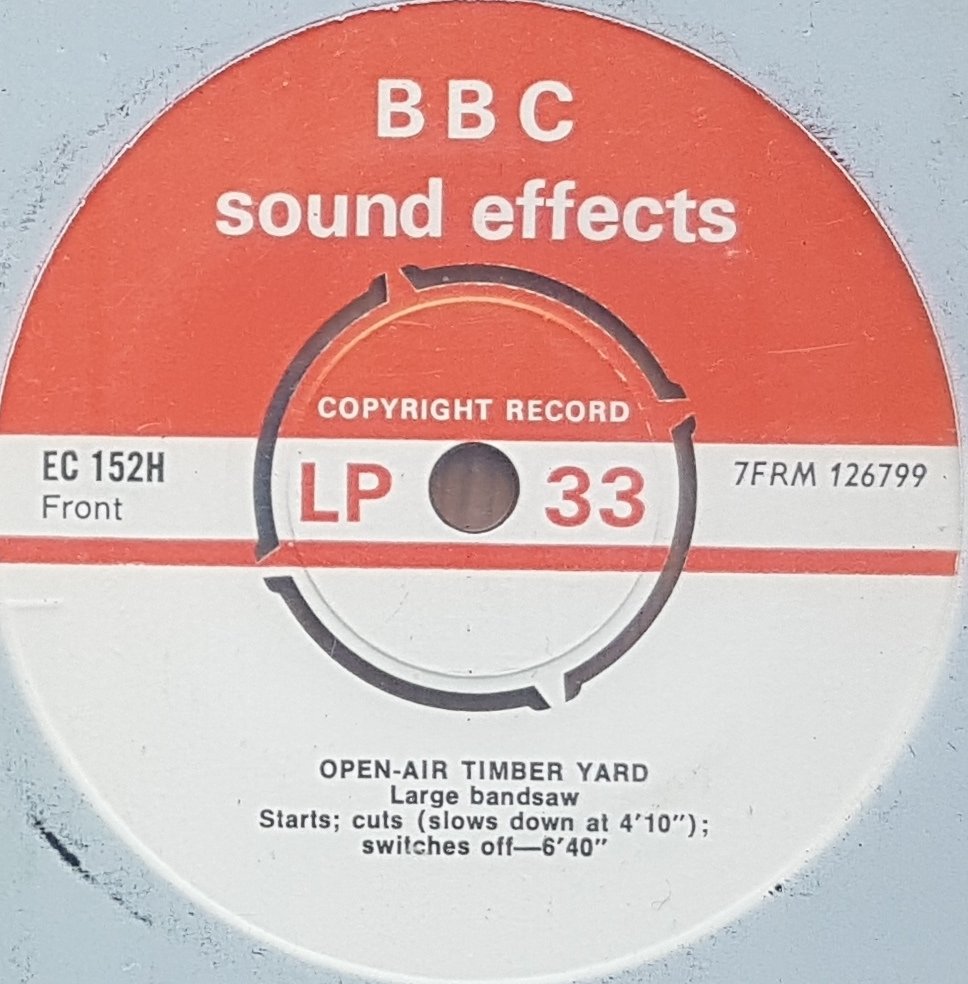 BBC
sound effects
COPYRIGHT RECORD
EC 152H
Front
LP 33
7FRM 126799
OPEN-AIR TIMBER YARD
Large bandsaw
Starts; cuts (slows down at 4′10″);
switches off—6′40″